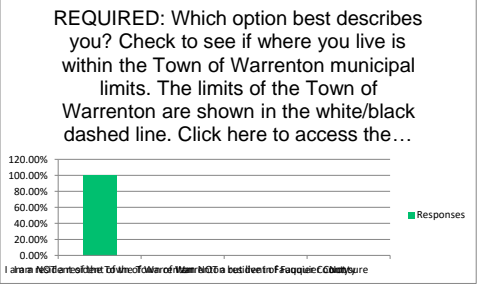 REQUIRED: Which option best describes
you? Check to see if where you live is
within the Town of Warrenton municipal
limits. The limits of the Town of
Warrenton are shown in the white/black
dashed line. Click here to access the…
120.00%
100.00%
80.00%
60.00%
40.00%
20.00%
0.00%
Responses